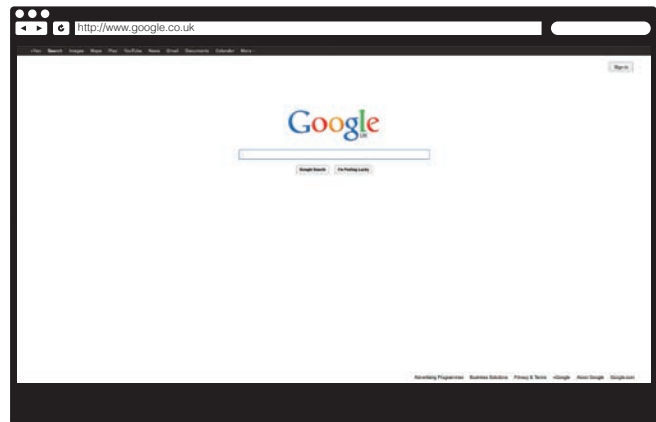 http://www.google.co.uk
+You Search Images Maps Play YouTube News Gmail Documents Calendar More
Sign in
Google
UK
Google Search I'm Feeling Lucky
Advertising Programmes Business Solutions Privacy & Terms +Google About Google Google.com